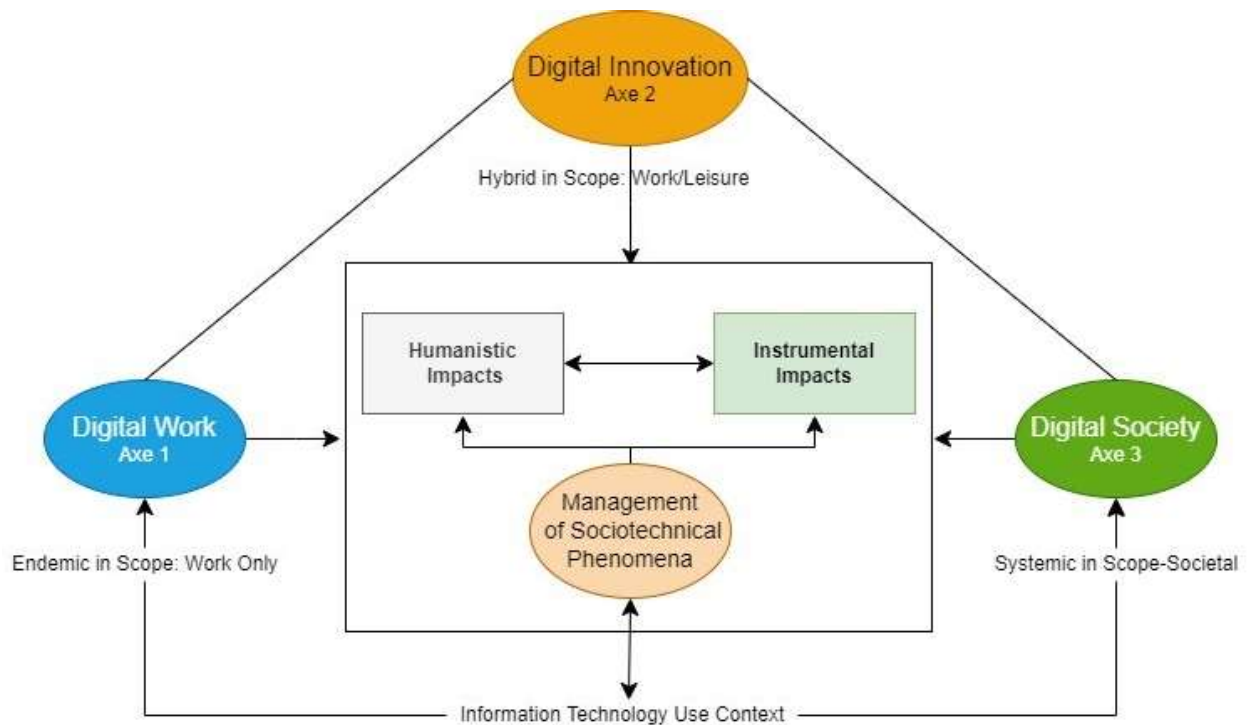 Digital Innovation
Axe 2
Hybrid in Scope: Work/Leisure
Humanistic
Impacts
Instrumental
Impacts
Digital Work
Axe 1
Digital Society
Axe 3
Management
of Sociotechnical
Phenomena
Endemic in Scope: Work Only
Systemic in Scope-Societal
Information Technology Use Context